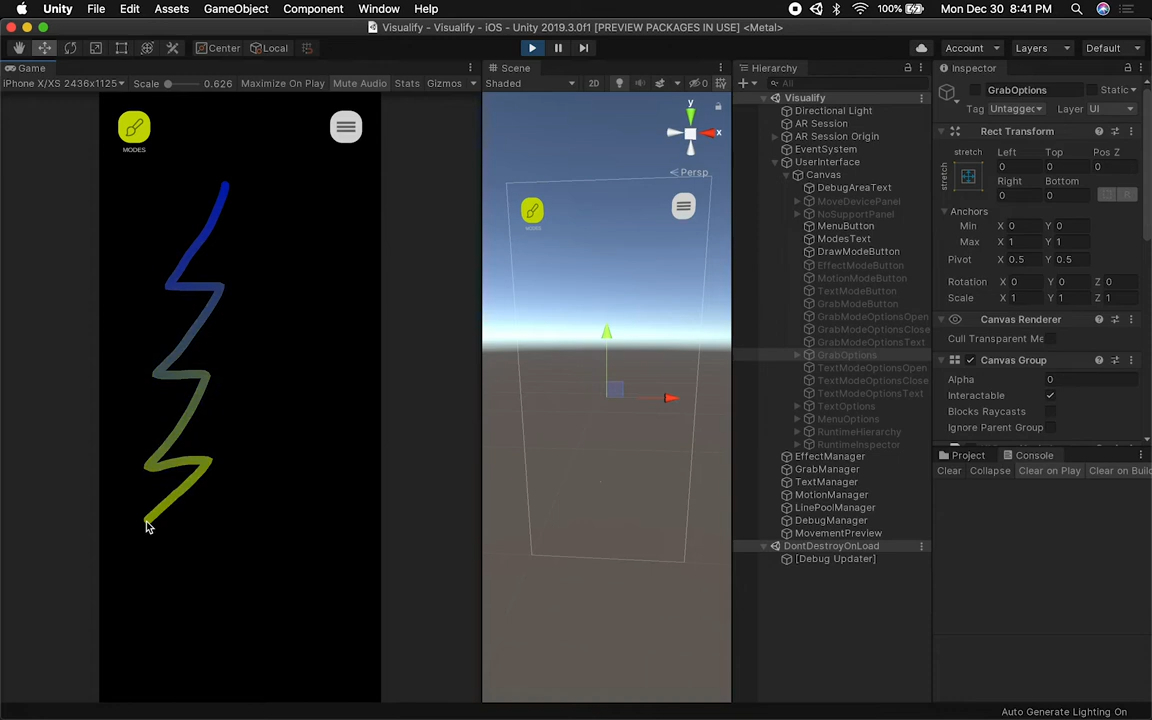 Unity File Edit Assets GameObject Component Window Help 100% Mon Dec 30 8:41 PM
Visualify - Visualify - iOS - Unity 2019.3.0f1 [PREVIEW PACKAGES IN USE] <Metal>
Center Local Account Layers Default
Game
iPhone X/XS 2436x1125 Scale 0.626 Maximize On Play Mute Audio Stats Gizmos
MODES
Scene
Shaded 2D 0
y
x
Persp
MODES
Hierarchy
All
Visualify
Directional Light
AR Session
AR Session Origin
EventSystem
UserInterface
Canvas
DebugAreaText
MoveDevicePanel
NoSupportPanel
MenuButton
ModesText
DrawModeButton
EffectModeButton
MotionModeButton
TextModeButton
GrabModeButton
GrabModeOptionsOpen
GrabModeOptionsClose
GrabModeOptionsText
GrabOptions
TextModeOptionsOpen
TextModeOptionsClose
TextModeOptionsText
TextOptions
MenuOptions
RuntimeHierarchy
RuntimeInspector
EffectManager
GrabManager
TextManager
MotionManager
LinePoolManager
DebugManager
MovementPreview
DontDestroyOnLoad
[Debug Updater]
Inspector
GrabOptions Static
Tag Untagged Layer UI
Rect Transform
stretch Left Top Pos Z
stretch 0 0 0
Right Bottom
0 0 R
Anchors
Min X 0 Y 0
Max X 1 Y 1
Pivot X 0.5 Y 0.5
Rotation X 0 Y 0 Z 0
Scale X 1 Y 1 Z 1
Canvas Renderer
Cull Transparent Me
Canvas Group
Alpha 0
Interactable
Blocks Raycasts
Ignore Parent Group
Project Console
Clear Collapse Clear on Play Clear on Buil
Auto Generate Lighting On